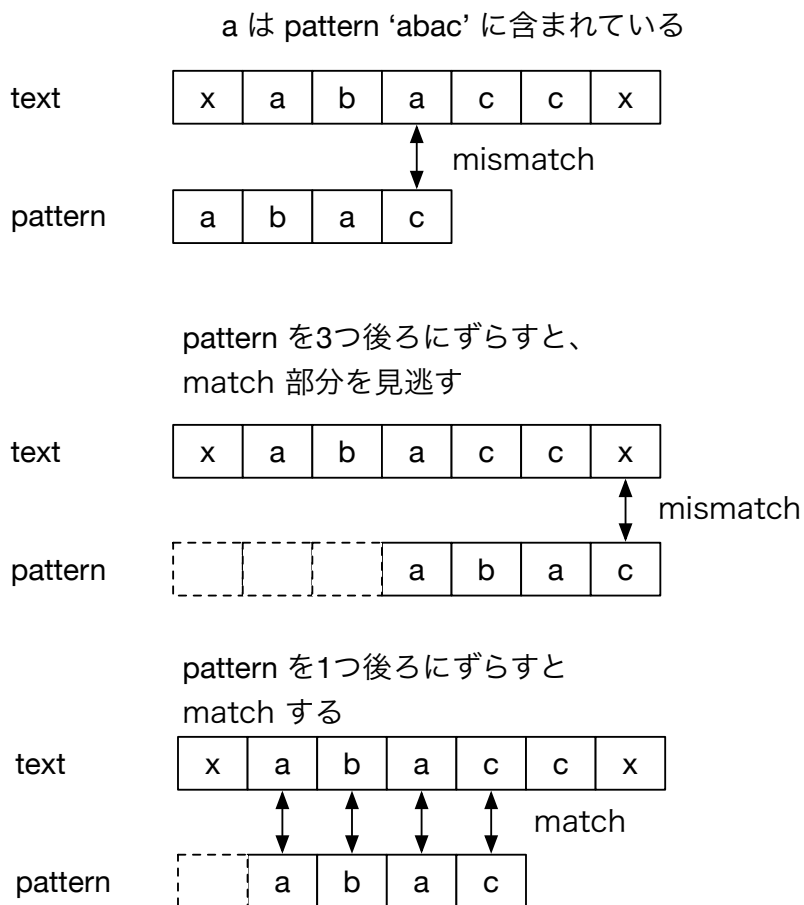 a は pattern ‘abac’ に含まれている
text x a b a c c x
mismatch
pattern a b a c
pattern を3つ後ろにずらすと、
match 部分を見逃す
text x a b a c c x
mismatch
pattern a b a c
pattern を1つ後ろにずらすと
match する
text x a b a c c x
match
pattern a b a c